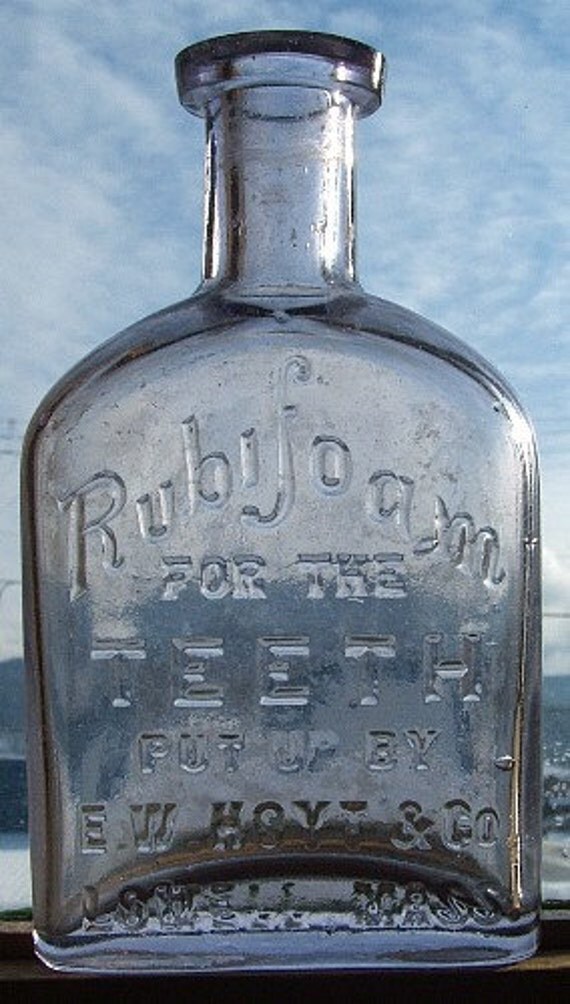 Rubifoam
FOR THE
TEETH
PUT UP BY
E.W. HOYT & Co
LOWELL MASS